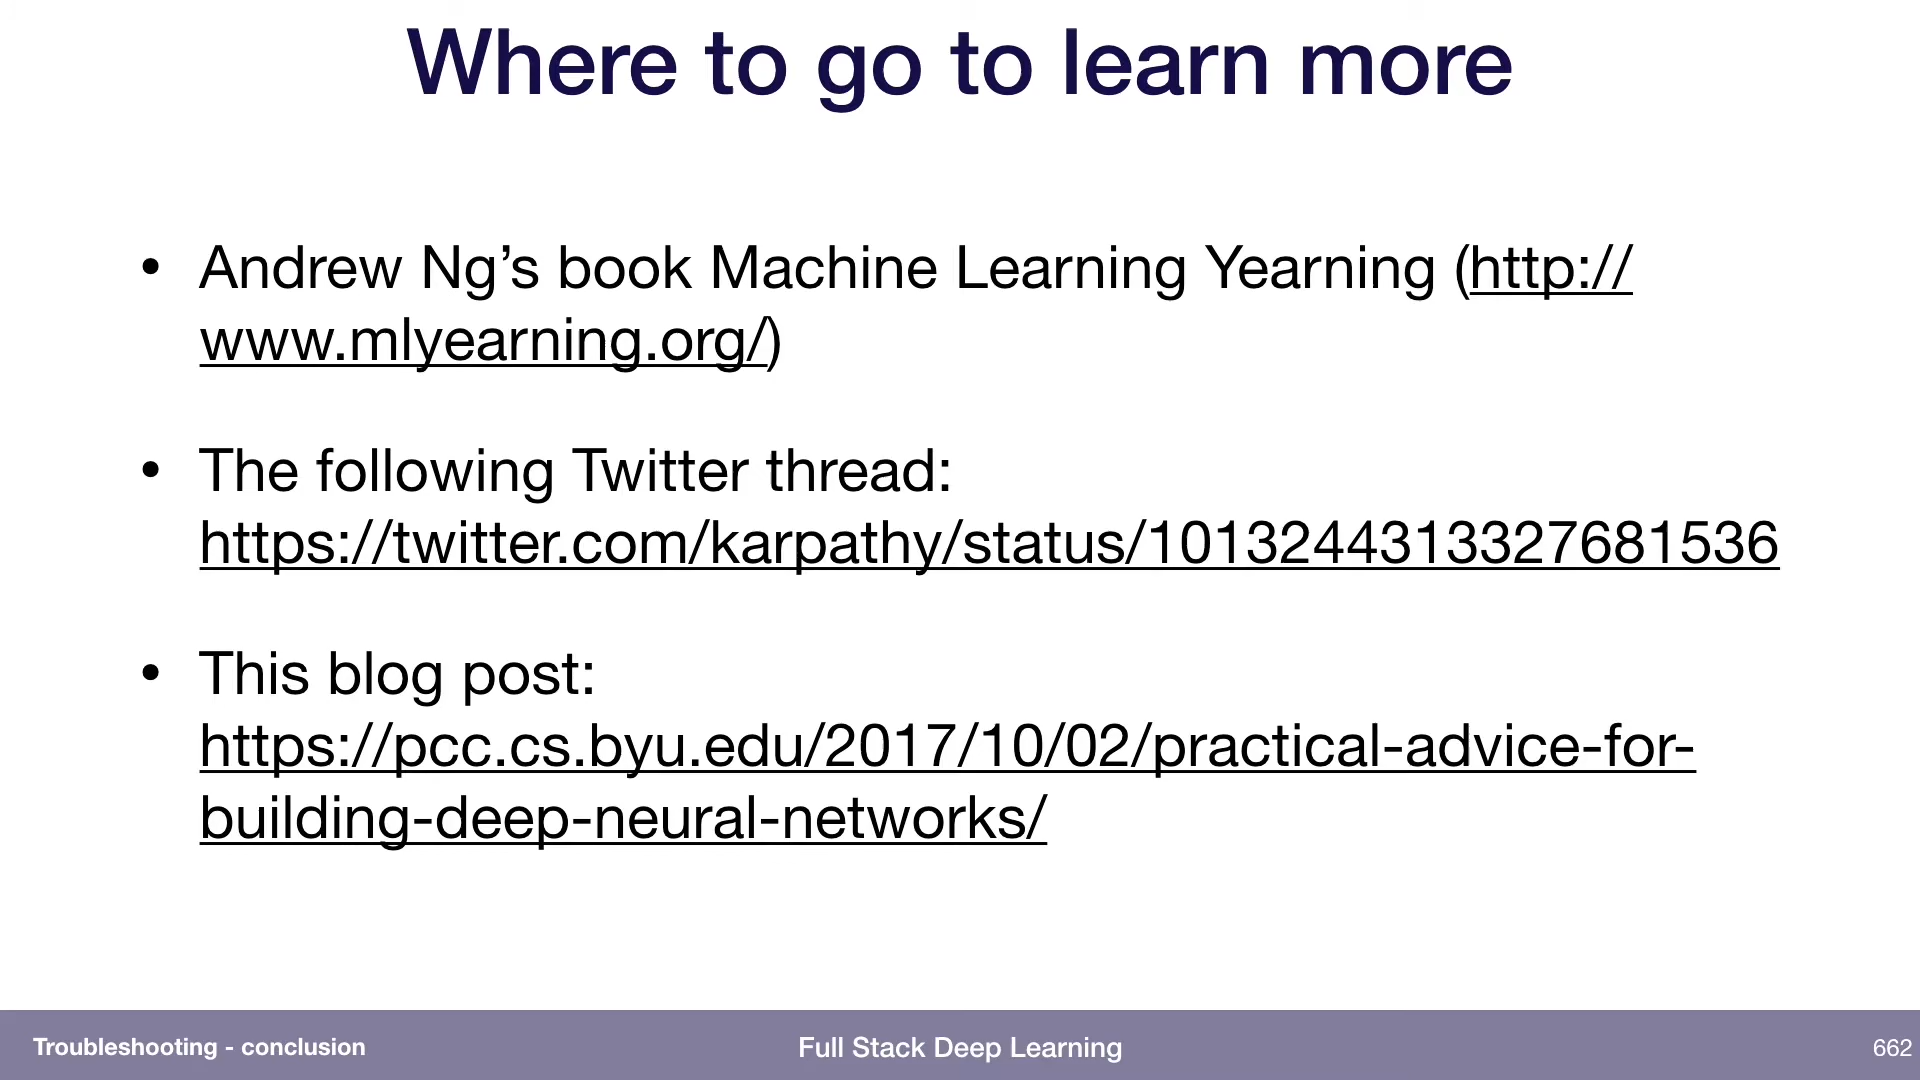 Where to go to learn more
• Andrew Ng’s book Machine Learning Yearning (http://
www.mlyearning.org/)
• The following Twitter thread:
https://twitter.com/karpathy/status/1013244313327681536
• This blog post:
https://pcc.cs.byu.edu/2017/10/02/practical-advice-for-
building-deep-neural-networks/
Troubleshooting - conclusion
Full Stack Deep Learning
662